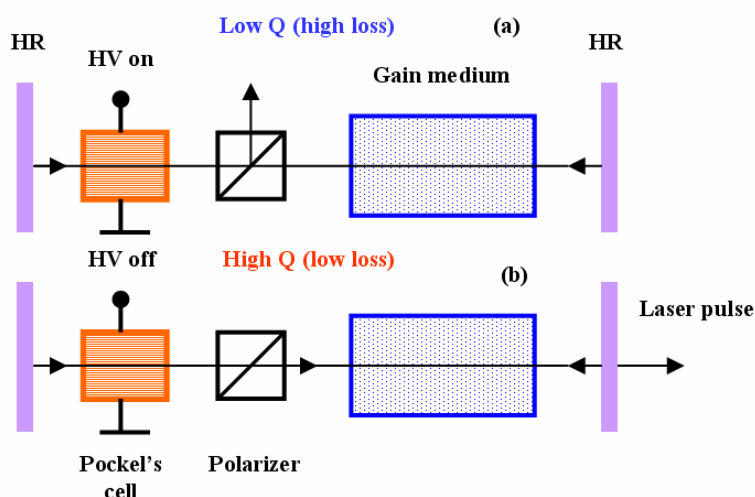 Low Q (high loss)
(a)
HR
HR
HV on
Gain medium
HV off
High Q (low loss)
(b)
Laser pulse
Pockel's
cell
Polarizer